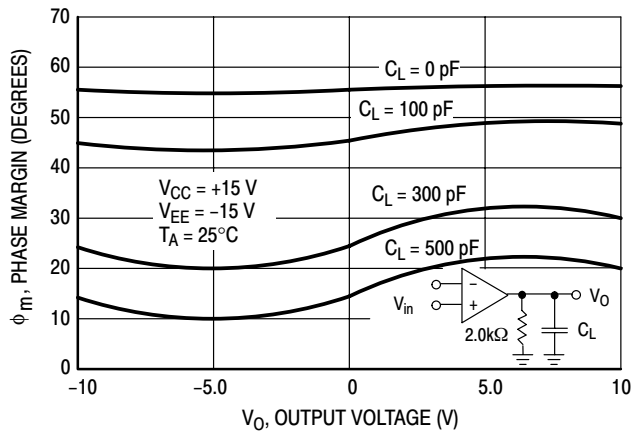 70
60
50
40
30
20
10
0
ϕm, PHASE MARGIN (DEGREES)
CL = 0 pF
CL = 100 pF
VCC = +15 V
VEE = −15 V
TA = 25°C
CL = 300 pF
CL = 500 pF
Vin
−
+
2.0kΩ
CL
VO
−10
−5.0
0
5.0
10
VO, OUTPUT VOLTAGE (V)